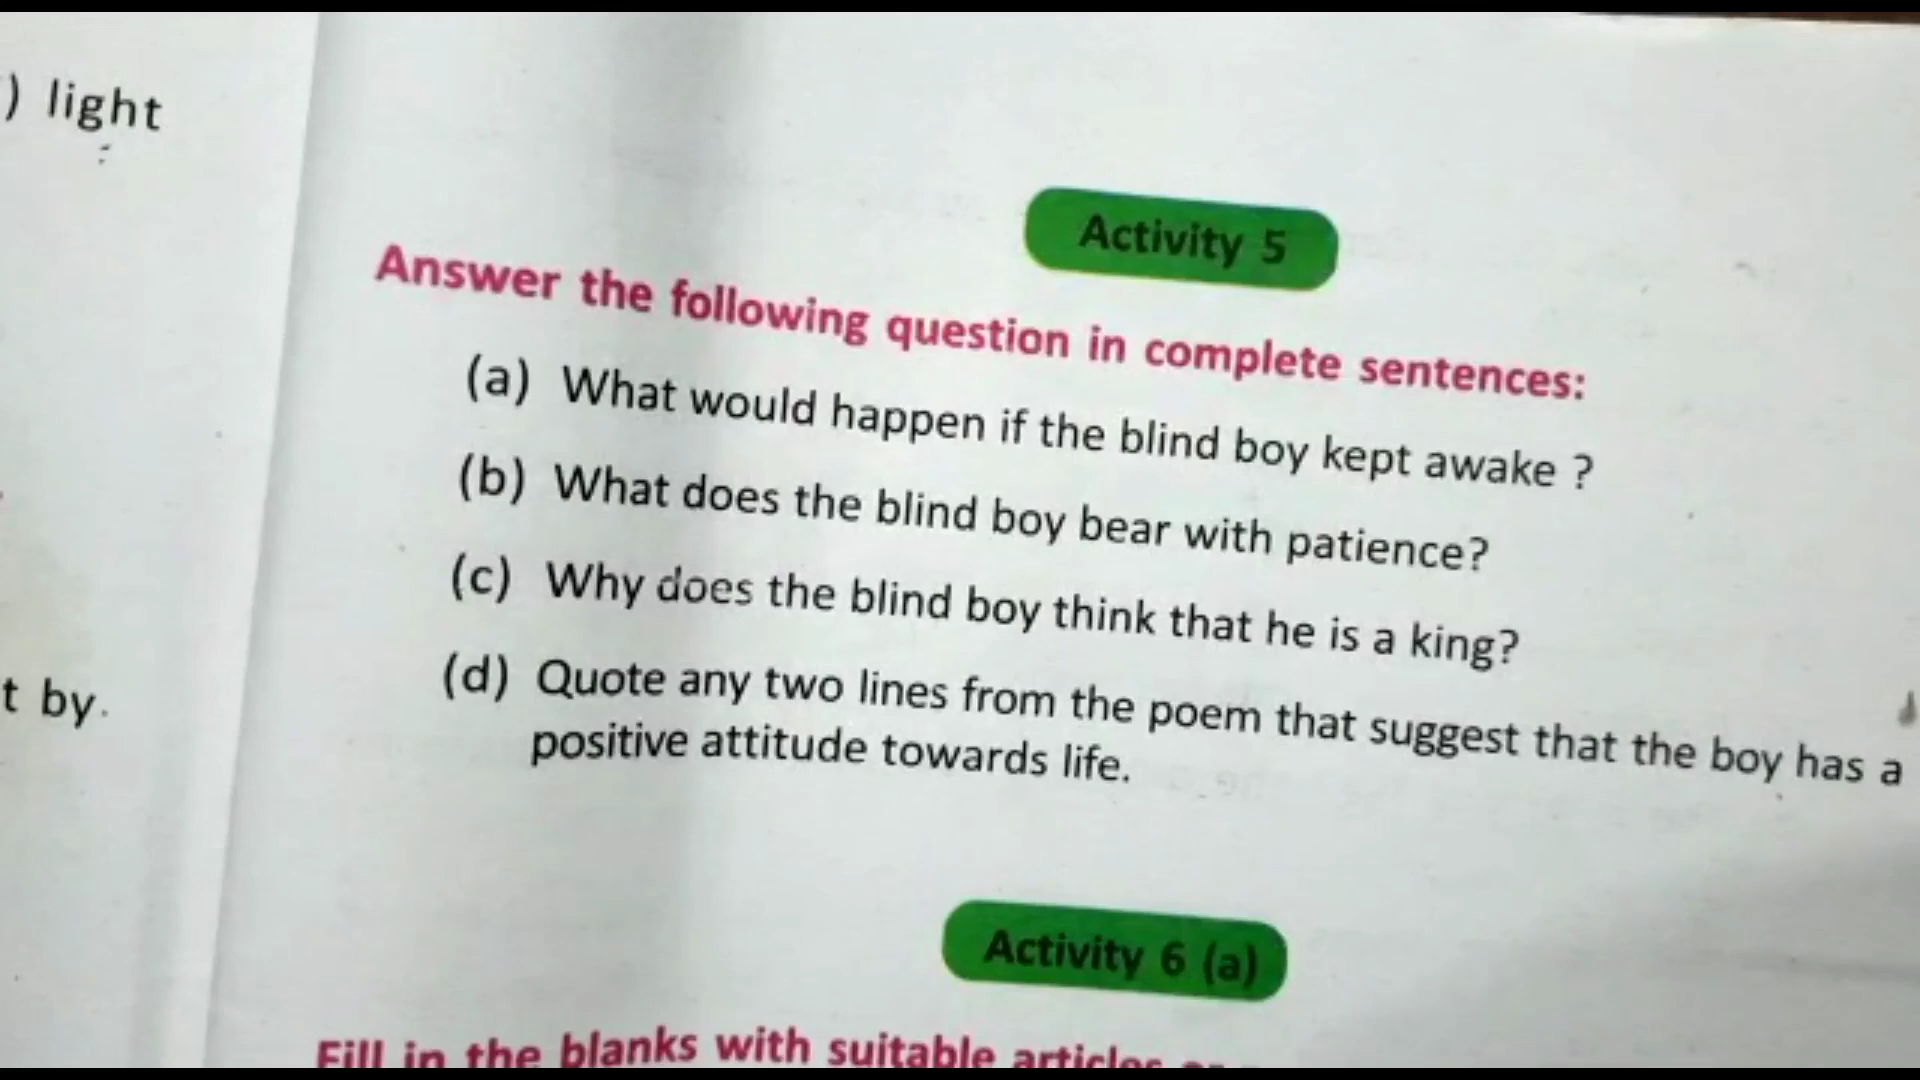 ) light
Activity 5
Answer the following question in complete sentences:
(a) What would happen if the blind boy kept awake ?
(b) What does the blind boy bear with patience?
(c) Why does the blind boy think that he is a king?
(d) Quote any two lines from the poem that suggest that the boy has a
positive attitude towards life.
t by.
Activity 6 (a)
Fill in the blanks with suitable articles